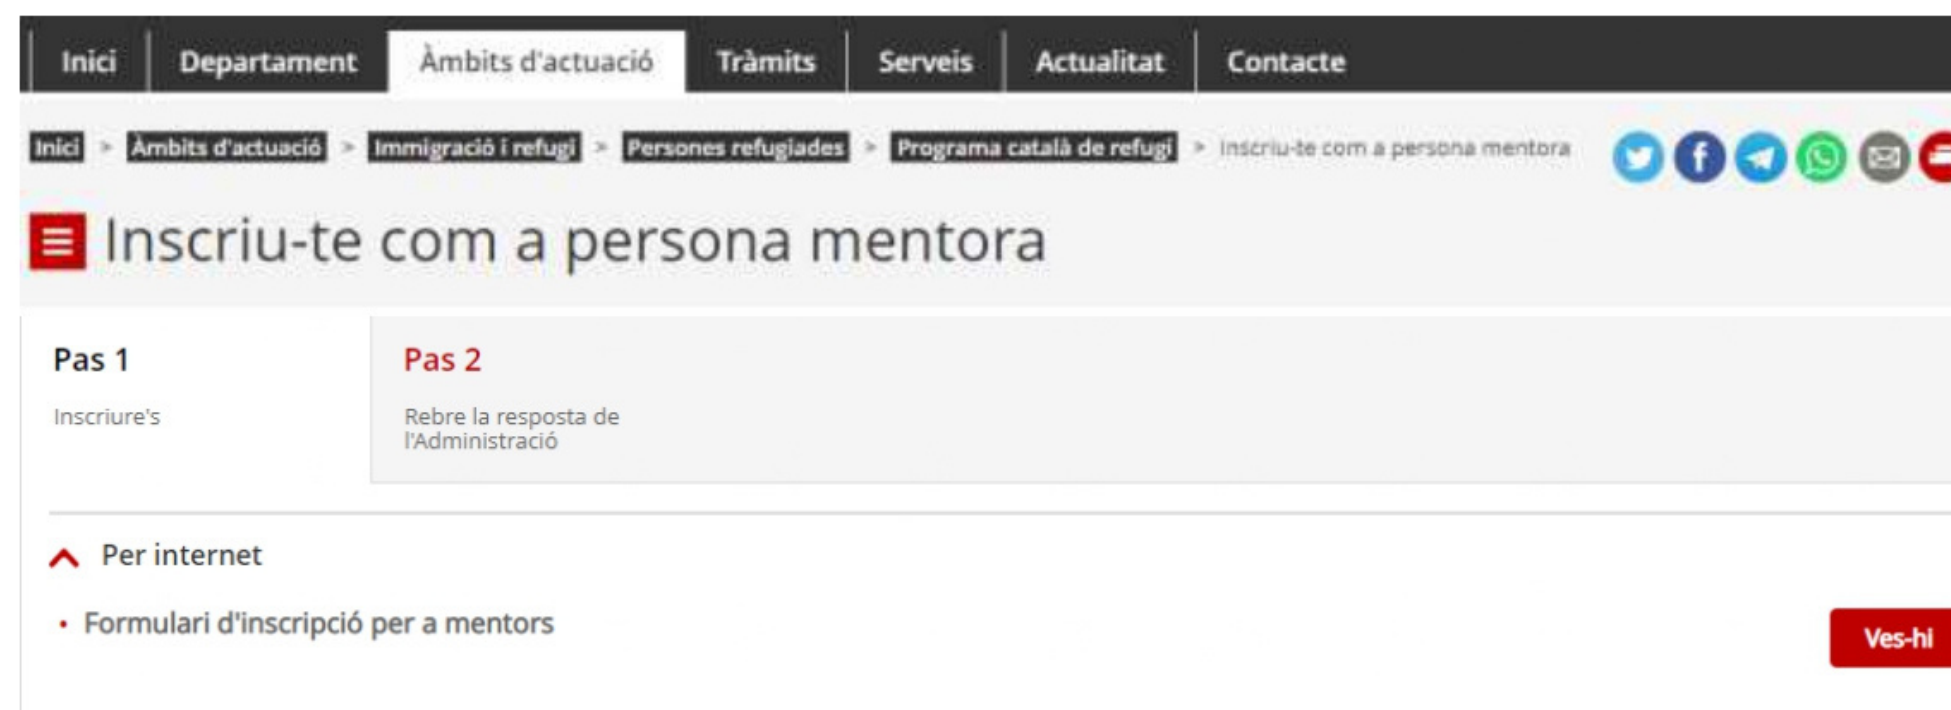 Inici Departament Àmbits d'actuació Tràmits Serveis Actualitat Contacte
Inici > Àmbits d'actuació > Immigració i refugi > Persones refugiades > Programa català de refugi > Inscriu-te com a persona mentora
Inscriu-te com a persona mentora
Pas 1
Inscriure's
Pas 2
Rebre la resposta de
l'Administració
Per internet
• Formulari d'inscripció per a mentors
Ves-hi